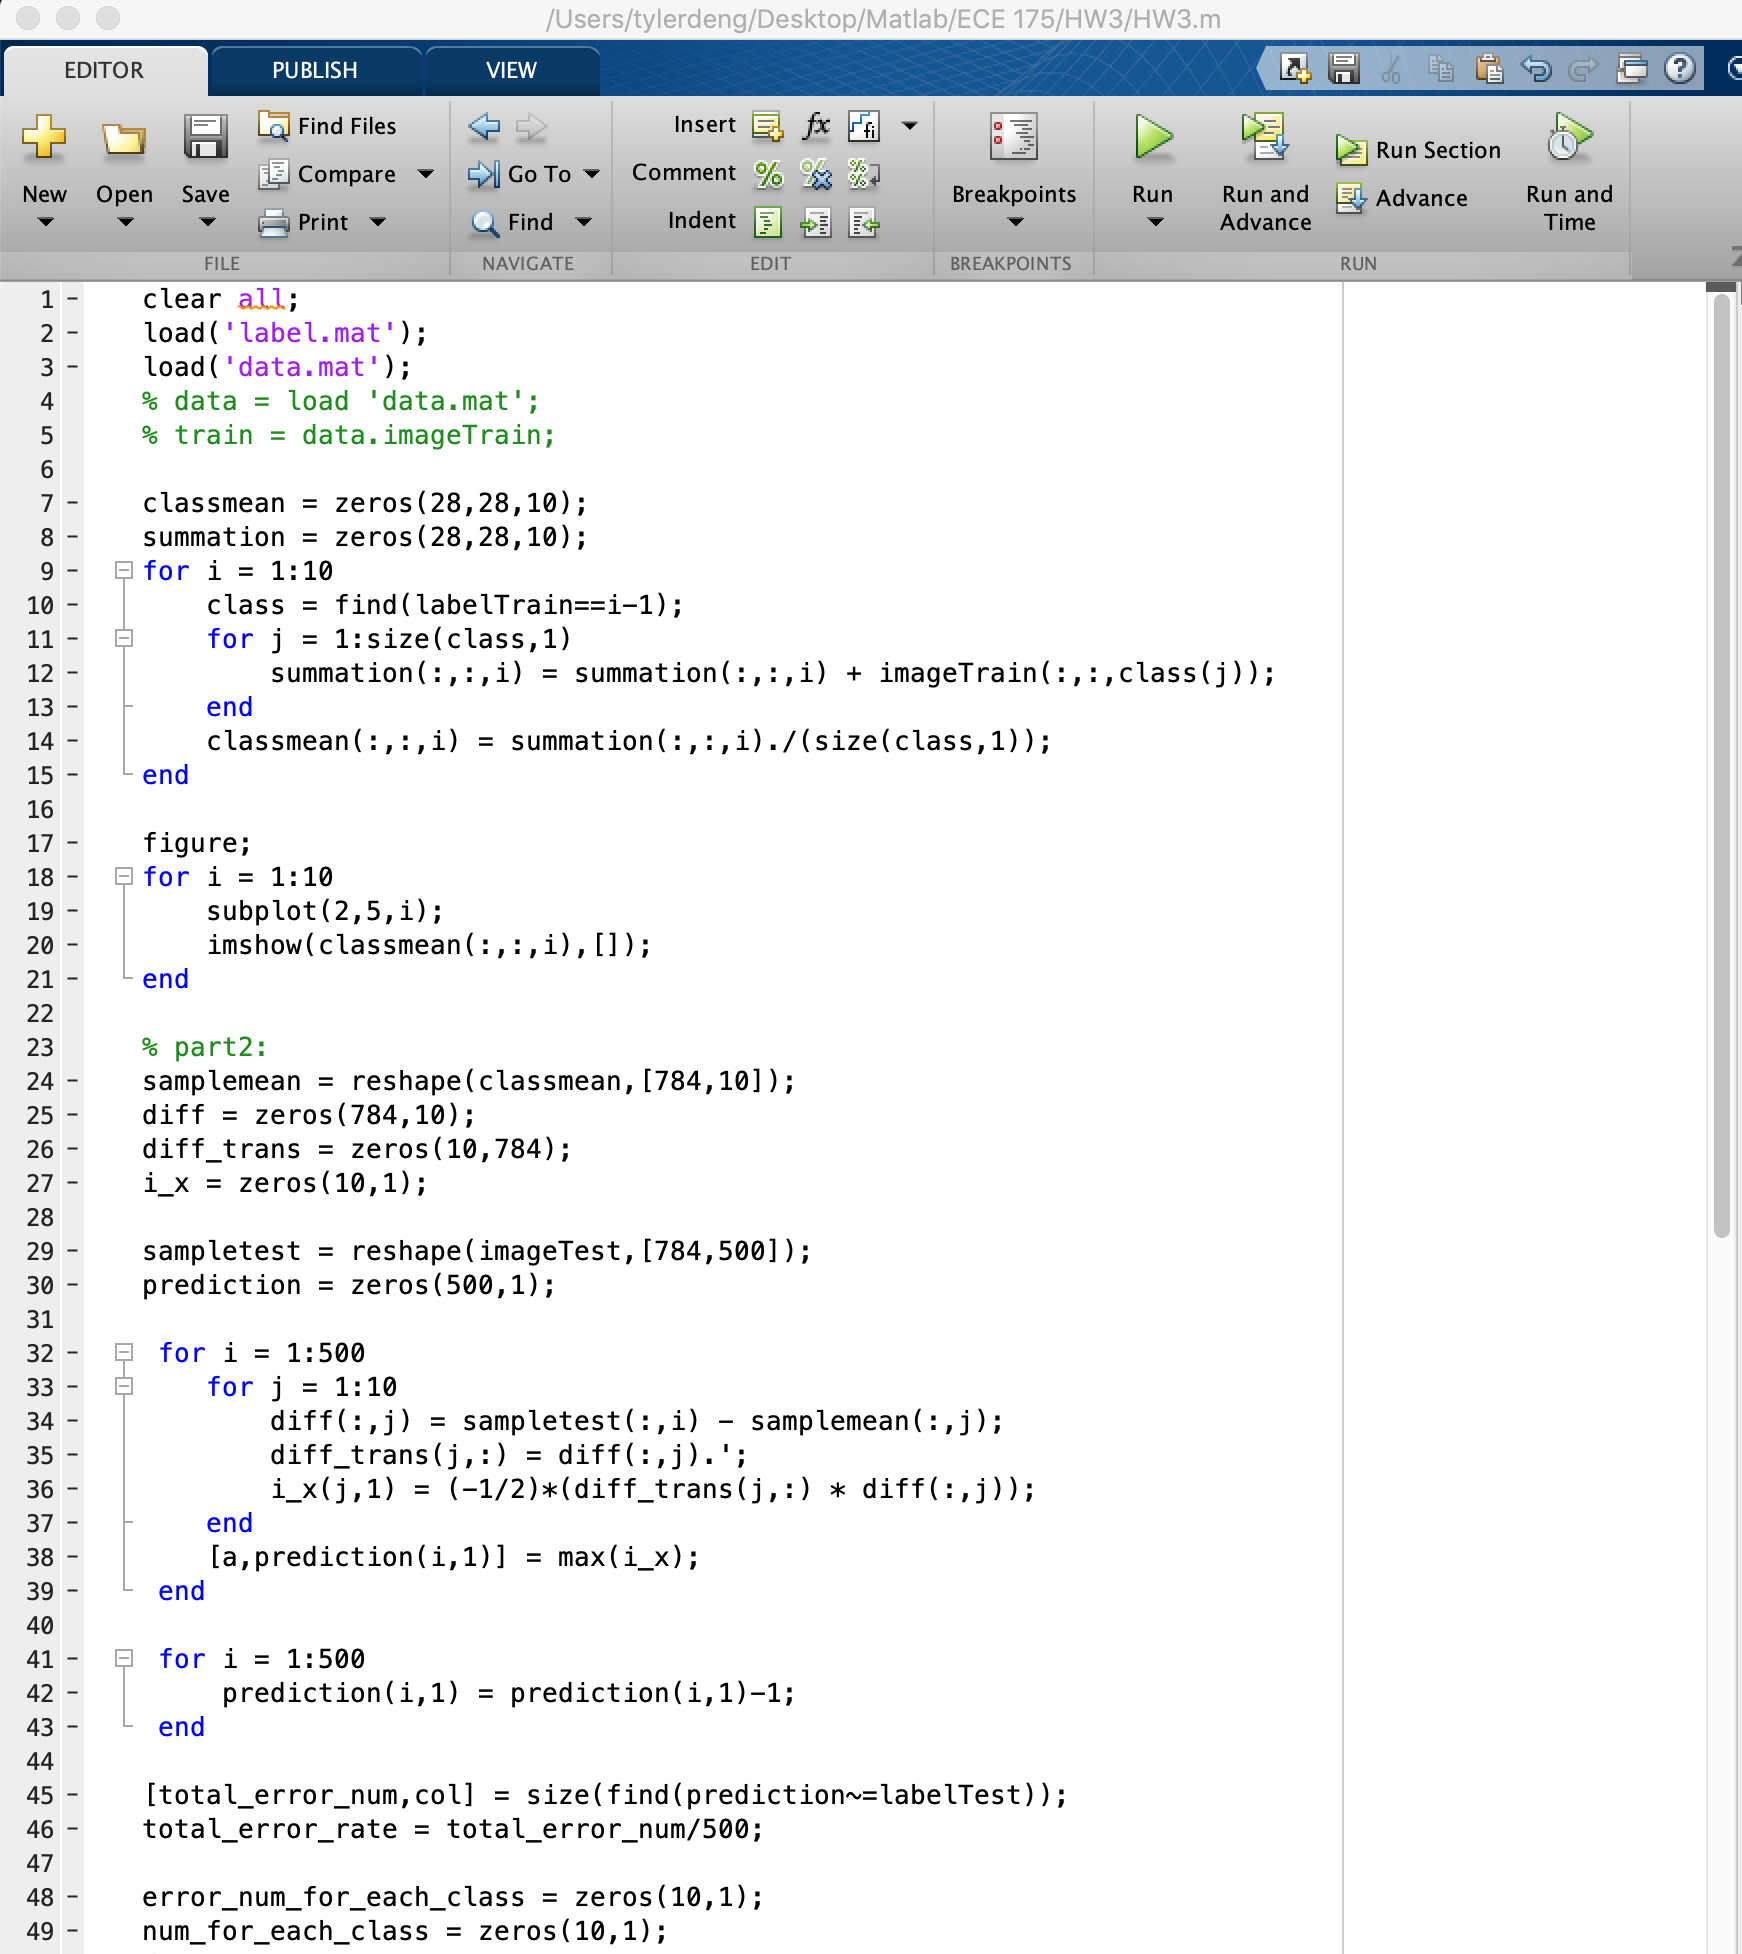 /Users/tylerdeng/Desktop/Matlab/ECE 175/HW3/HW3.m
EDITOR PUBLISH VIEW
New Open Save Find Files Compare Print
Go To Find
Insert fx fi
Comment
Indent
Breakpoints
Run Run and Advance Run Section Advance Run and Time
FILE NAVIGATE EDIT BREAKPOINTS RUN
1 - clear all;
2 - load('label.mat');
3 - load('data.mat');
4 % data = load 'data.mat';
5 % train = data.imageTrain;
6
7 - classmean = zeros(28,28,10);
8 - summation = zeros(28,28,10);
9 - for i = 1:10
10 - class = find(labelTrain==i-1);
11 - for j = 1:size(class,1)
12 - summation(:,:,i) = summation(:,:,i) + imageTrain(:,:,class(j));
13 - end
14 - classmean(:,:,i) = summation(:,:,i)./(size(class,1));
15 - end
16
17 - figure;
18 - for i = 1:10
19 - subplot(2,5,i);
20 - imshow(classmean(:,:,i),[]);
21 - end
22
23 % part2:
24 - samplemean = reshape(classmean,[784,10]);
25 - diff = zeros(784,10);
26 - diff_trans = zeros(10,784);
27 - i_x = zeros(10,1);
28
29 - sampletest = reshape(imageTest,[784,500]);
30 - prediction = zeros(500,1);
31
32 - for i = 1:500
33 - for j = 1:10
34 - diff(:,j) = sampletest(:,i) - samplemean(:,j);
35 - diff_trans(j,:) = diff(:,j).';
36 - i_x(j,1) = (-1/2)*(diff_trans(j,:) * diff(:,j));
37 - end
38 - [a,prediction(i,1)] = max(i_x);
39 - end
40
41 - for i = 1:500
42 - prediction(i,1) = prediction(i,1)-1;
43 - end
44
45 - [total_error_num,col] = size(find(prediction~=labelTest));
46 - total_error_rate = total_error_num/500;
47
48 - error_num_for_each_class = zeros(10,1);
49 - num_for_each_class = zeros(10,1);